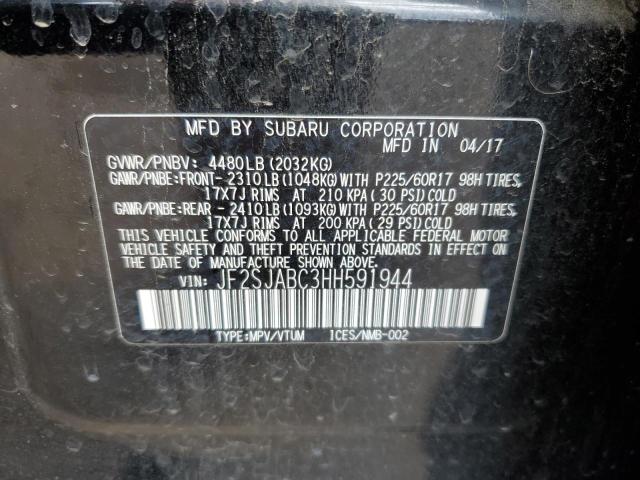 MFD BY SUBARU CORPORATION
MFD IN 04/17
GVWR/PNBV: 4480LB(2032KG)
GAWR/PNBE:FRONT- 2310LB(1048KG)WITH P225/60R17 98H TIRES,
17X7J RIMS AT 210 KPA( 30 PSI)COLD
GAWR/PNBE:REAR - 2410LB(1093KG)WITH P225/60R17 98H TIRES,
17X7J RIMS AT 200 KPA( 29 PSI)COLD
THIS VEHICLE CONFORMS TO ALL APPLICABLE FEDERAL MOTOR
VEHICLE SAFETY AND THEFT PREVENTION STANDARDS IN EFFECT ON
THE DATE OF MANUFACTURE SHOWN ABOVE.
VIN: JF2SJABC3HH591944
TYPE:MPV/VTUM ICES/NMB-002